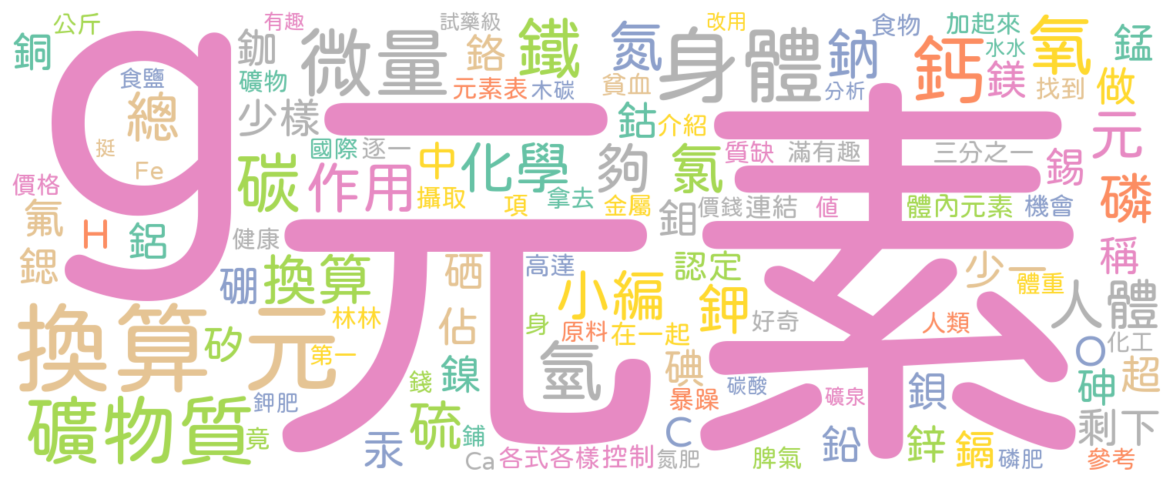 公斤
有趣
試藥級
改用
食物
加起來
銅
g
鉫
微量
鉻
鐵
氮
身體
鈉
鈣
水水
氧
錳
食鹽
礦物
元素表
木碳
貧血
分析
鎂
找到
做
總
少樣
鈷
介紹
元
挺
國際
逐一
中
化學
夠
氯
質缺
滿有趣
三分之一
錫
Fe
碳
作用
攝取
項
拿去
金屬
鉬
價錢
連結
值
體內元素
機會
磷
價格
氟
H
鋁
健康
元素
稱
鍶
硼
換算
硒
高達
小編
認定
鉀
好奇
少一
體重
人體
換算
元
林林
矽
第一
佔
身
原料
在一起
人類
O
化工
氫
碘
碳酸
砷
超
礦物質
鉀肥
錢
鎳
暴躁
礦泉
鋇
竟
汞
硫
鋪
C
鉛
鋅
鎘
剩下
Ca
各式各樣
控制
氮肥
脾氣
磷肥
參考